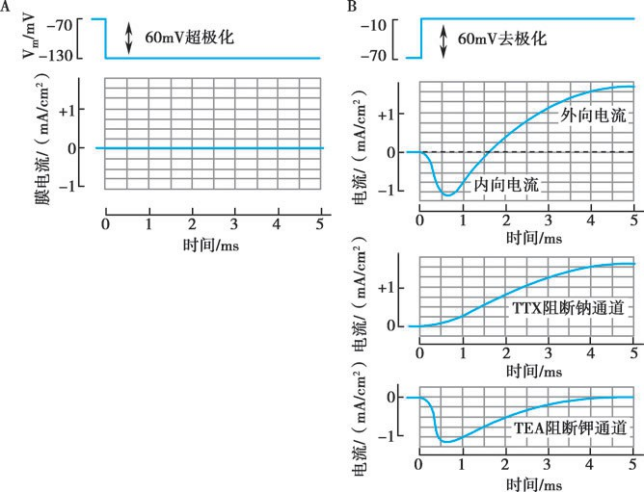 A
Vm/mV
-70
-130
60mV超极化
膜电流/（mA/cm²）
+1
0
-1
0 1 2 3 4 5
时间/ms
B
-10
-70
60mV去极化
电流/（mA/cm²）
+1
0
-1
外向电流
内向电流
0 1 2 3 4 5
时间/ms
电流/（mA/cm²）
+1
0
TTX阻断钠通道
0 1 2 3 4 5
时间/ms
电流/（mA/cm²）
0
-1
TEA阻断钾通道
0 1 2 3 4 5
时间/ms